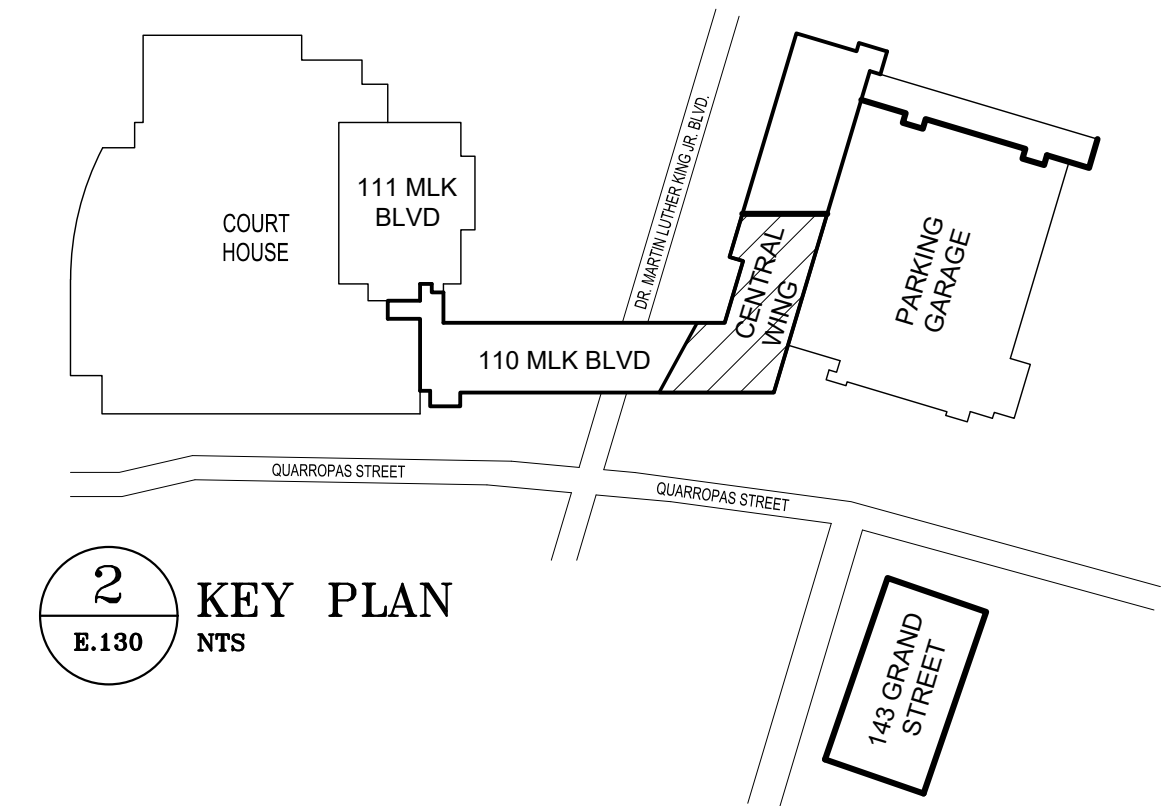 COURT
HOUSE
111 MLK
BLVD
DR. MARTIN LUTHER KING JR. BLVD.
CENTRAL
WING
PARKING
GARAGE
110 MLK BLVD
QUARROPAS STREET
QUARROPAS STREET
143 GRAND
STREET
2
E.130
KEY PLAN
NTS